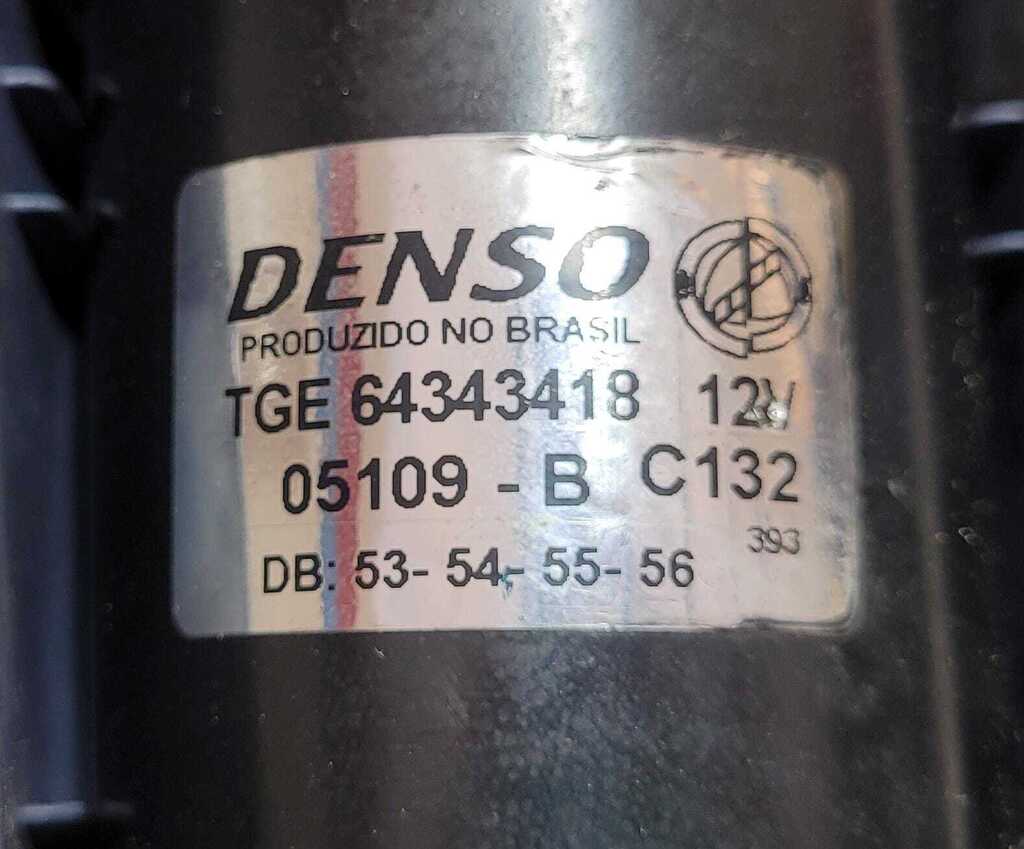 DENSO
PRODUZIDO NO BRASIL
TGE 64343418 12V
05109 - B C132
393
DB: 53- 54- 55- 56